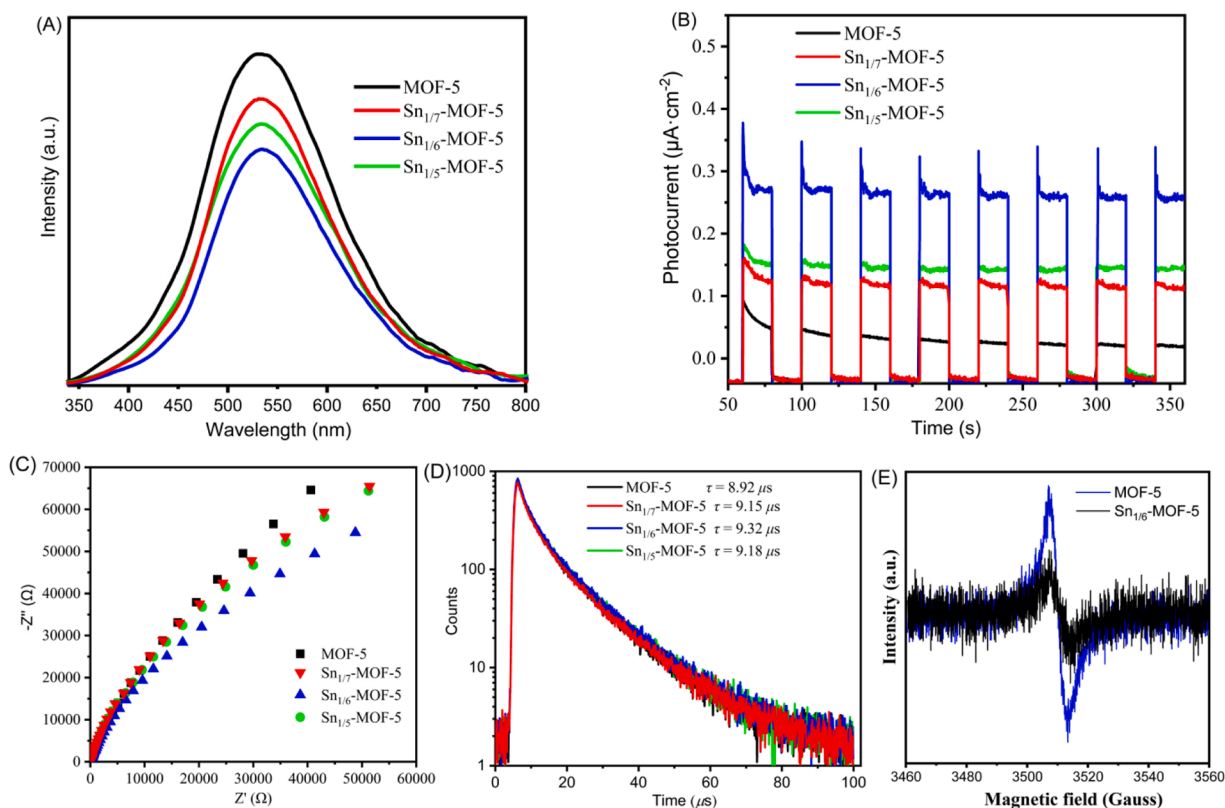 (A)
MOF-5
Sn1/7-MOF-5
Sn1/6-MOF-5
Sn1/5-MOF-5
Intensity (a.u.)
340 400 450 500 550 600 650 700 750 800
Wavelength (nm)
(B)
MOF-5
Sn1/7-MOF-5
Sn1/6-MOF-5
Sn1/5-MOF-5
Photocurrent (μA·cm-2)
0.5
0.4
0.3
0.2
0.1
0.0
50 100 150 200 250 300 350
Time (s)
(C)
-Z" (Ω)
70000
60000
50000
40000
30000
20000
10000
0
MOF-5
Sn1/7-MOF-5
Sn1/6-MOF-5
Sn1/5-MOF-5
0 10000 20000 30000 40000 50000 60000
Z' (Ω)
(D)
Counts
1000
100
10
1
MOF-5 τ = 8.92 μs
Sn1/7-MOF-5 τ = 9.15 μs
Sn1/6-MOF-5 τ = 9.32 μs
Sn1/5-MOF-5 τ = 9.18 μs
0 20 40 60 80 100
Time (μs)
(E)
MOF-5
Sn1/6-MOF-5
Intensity (a.u.)
3460 3480 3500 3520 3540 3560
Magnetic field (Gauss)